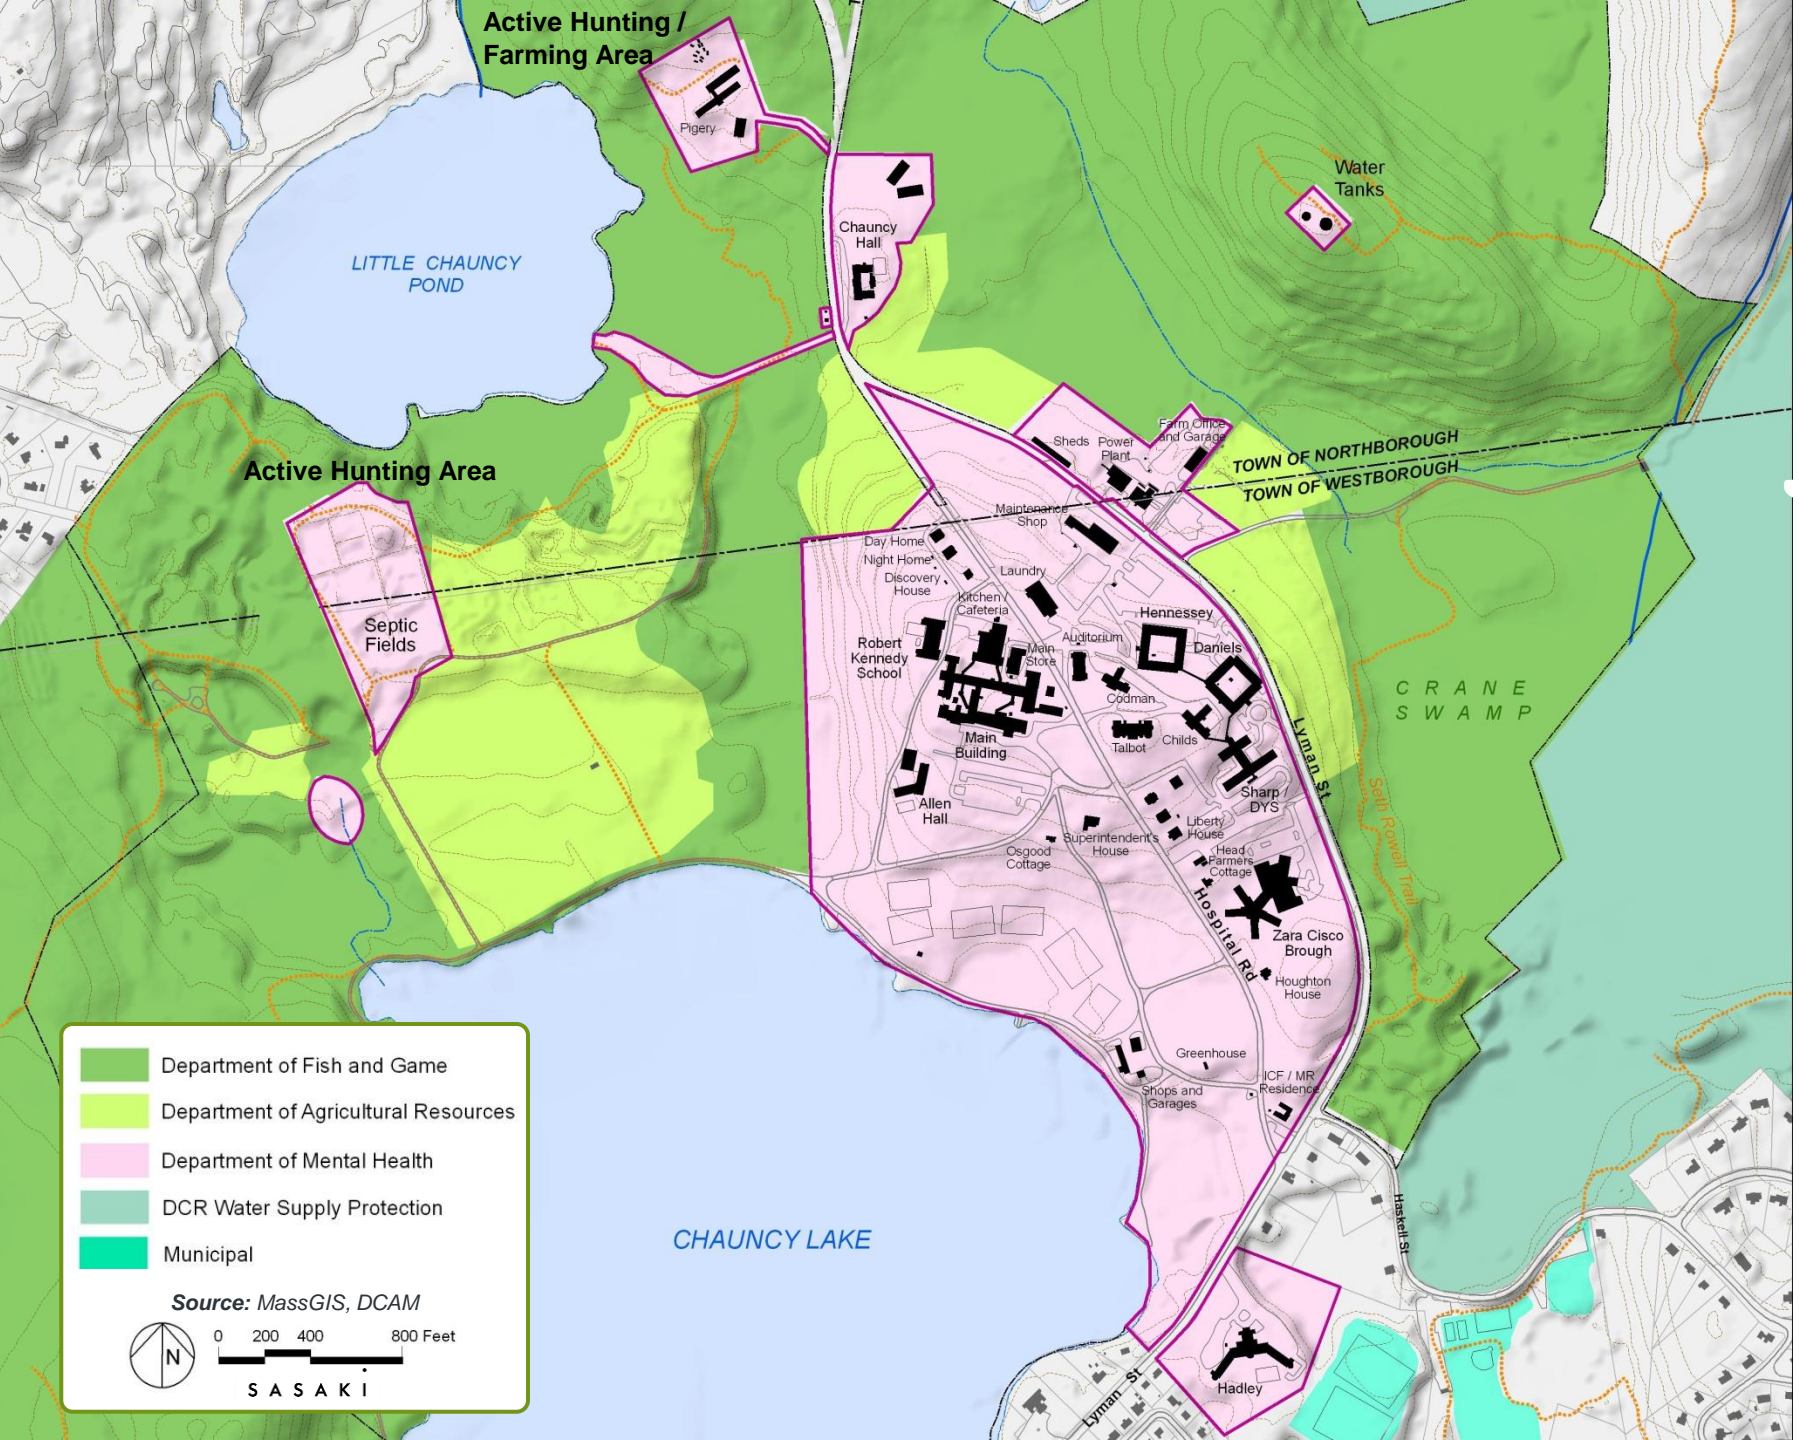 Active Hunting /
Farming Area
Pigery
Water
Tanks
Chauncy
Hall
LITTLE CHAUNCY
POND
Active Hunting Area
Sheds
Power
Plant
Farm Office
and Garage
TOWN OF NORTHBOROUGH
TOWN OF WESTBOROUGH
Maintenance
Shop
Day Home
Night Home
Discovery
House
Laundry
Kitchen /
Cafeteria
Septic
Fields
Robert
Kennedy
School
Main
Store
Auditorium
Hennessey
Daniels
Codman
Talbot
Childs
Main
Building
CRANE
SWAMP
Lyman St
Sharp /
DYS
Allen
Hall
Osgood
Cottage
Superintendent's
House
Liberty
House
Head
Farmers
Cottage
Seth Rowell Trail
Hospital Rd
Zara Cisco
Brough
Houghton
House
Greenhouse
ICF / MR
Residence
Shops and
Garages
Haskell St
CHAUNCY LAKE
Hadley
Lyman St
Department of Fish and Game
Department of Agricultural Resources
Department of Mental Health
DCR Water Supply Protection
Municipal
Source: MassGIS, DCAM
N
0 200 400 800 Feet
SASAKI